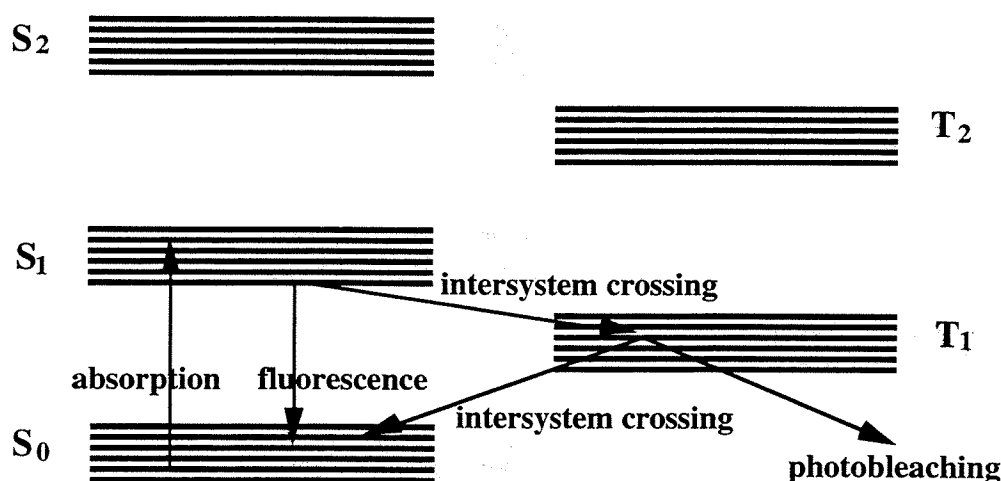 S2
T2
S1
intersystem crossing
T1
absorption fluorescence
intersystem crossing
S0
photobleaching